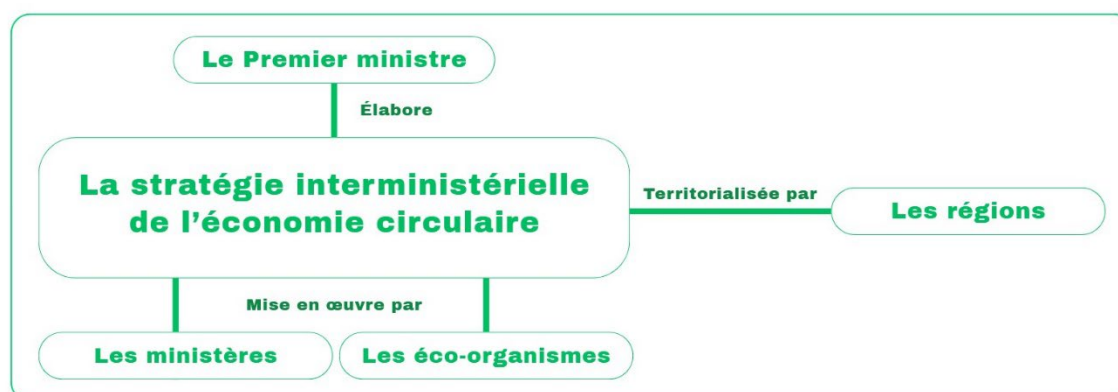 Le Premier ministre
Élabore
La stratégie interministérielle
de l’économie circulaire
Territorialisée par
Les régions
Mise en œuvre par
Les ministères
Les éco-organismes